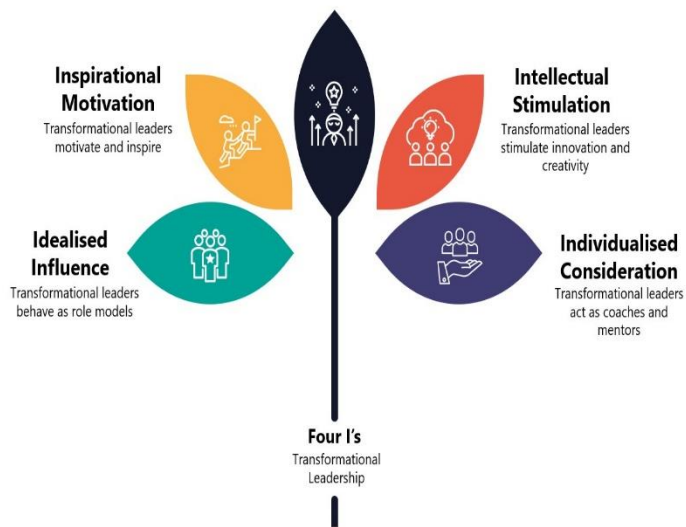 Inspirational
Motivation
Transformational leaders
motivate and inspire
Intellectual
Stimulation
Transformational leaders
stimulate innovation and
creativity
Idealised
Influence
Transformational leaders
behave as role models
Individualised
Consideration
Transformational leaders
act as coaches and
mentors
Four I's
Transformational
Leadership